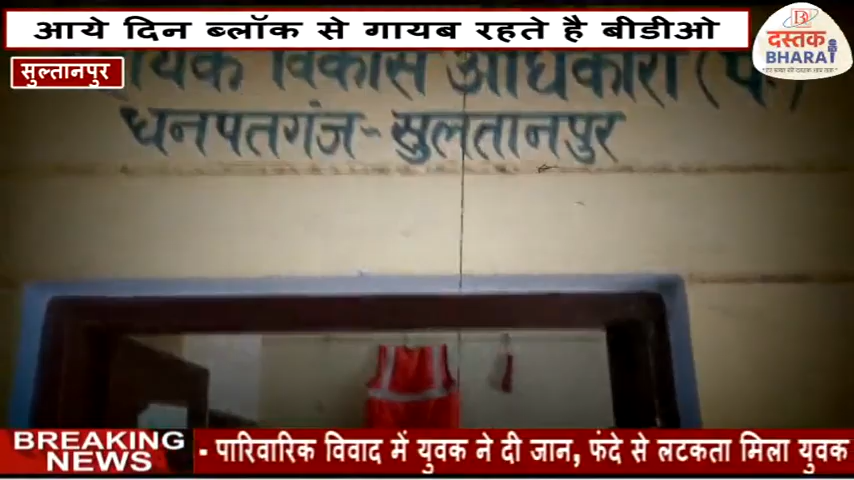 आये दिन ब्लॉक से गायब रहते है बीडीओ
दस्तक
BHARAT
सुल्तानपुर
विकास अधिकारी (पं.)
धनपतगंज-सुलतानपुर
BREAKING NEWS
- पारिवारिक विवाद में युवक ने दी जान, फंदे से लटकता मिला युवक